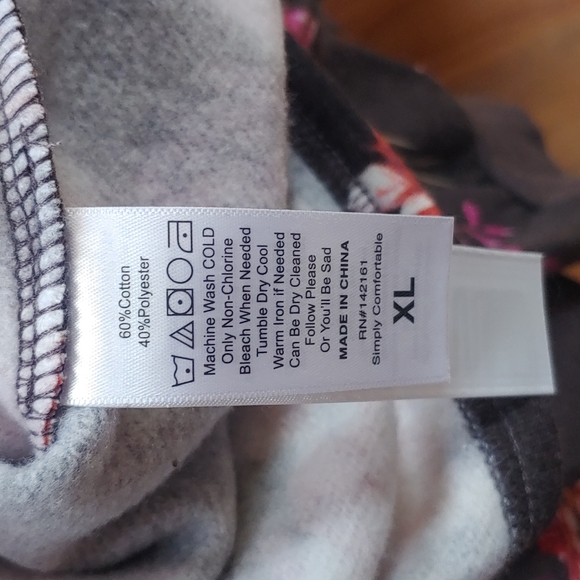 60%Cotton
40%Polyester
Machine Wash COLD
Only Non-Chlorine
Bleach When Needed
Tumble Dry Cool
Warm Iron if Needed
Can Be Dry Cleaned
Follow Please
Or You'll Be Sad
MADE IN CHINA
RN#142161
Simply Comfortable
XL